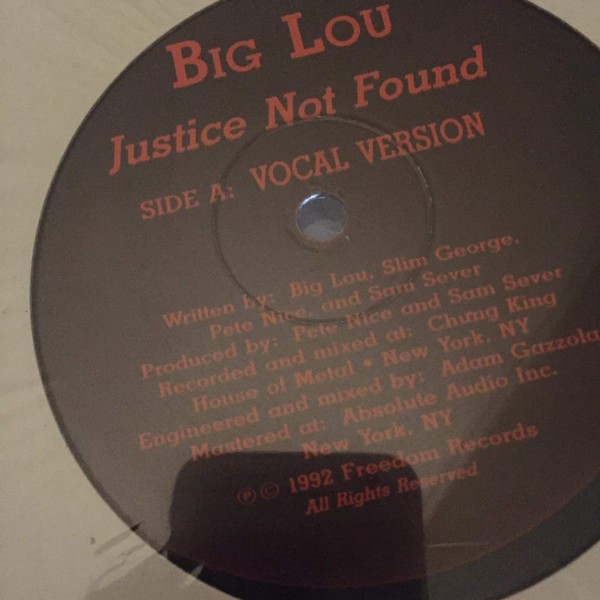 BIG LOU
Justice Not Found
SIDE A: VOCAL VERSION
Written by: Big Lou, Slim George,
Pete Nice, and Sam Sever
Produced by: Pete Nice and Sam Sever
Recorded and mixed at: Chung King
House of Metal • New York, NY
Engineered and mixed by: Adam Gazzola
Mastered at: Absolute Audio Inc.
New York, NY
℗ © 1992 Freedom Records
All Rights Reserved